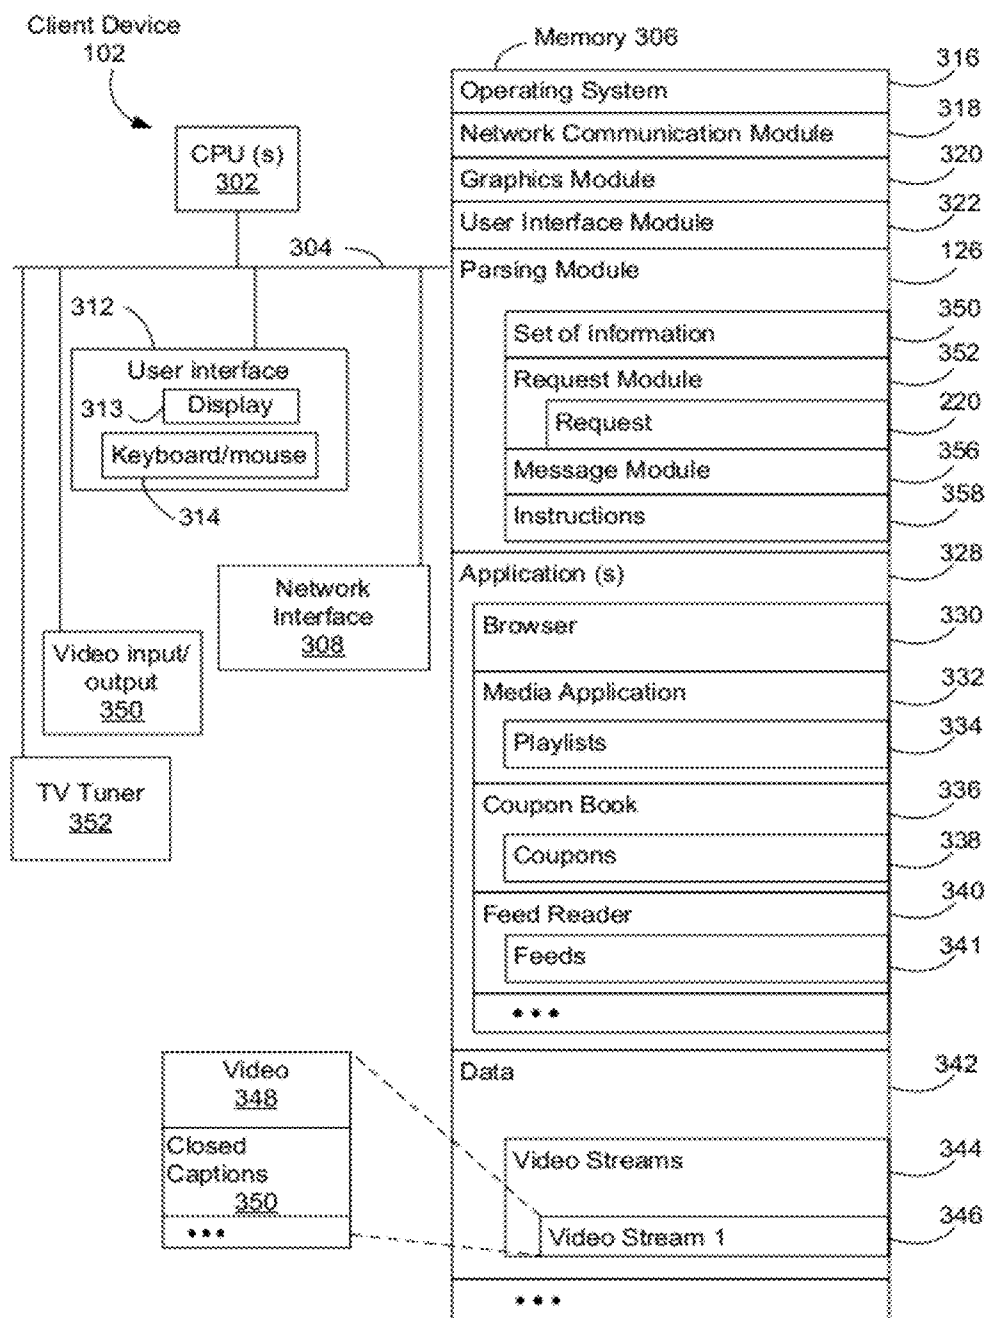 Client Device
102
CPU (s)
302
304
312
User interface
313
Display
Keyboard/mouse
314
Network
Interface
308
Video input/
output
350
TV Tuner
352
Memory 306
Operating System
316
Network Communication Module
318
Graphics Module
320
User Interface Module
322
Parsing Module
126
Set of information
350
Request Module
352
Request
220
Message Module
356
Instructions
358
Application (s)
328
Browser
330
Media Application
332
Playlists
334
Coupon Book
336
Coupons
338
Feed Reader
340
Feeds
341
•••
Data
342
Video Streams
344
Video Stream 1
346
•••
Video
348
Closed
Captions
350
•••